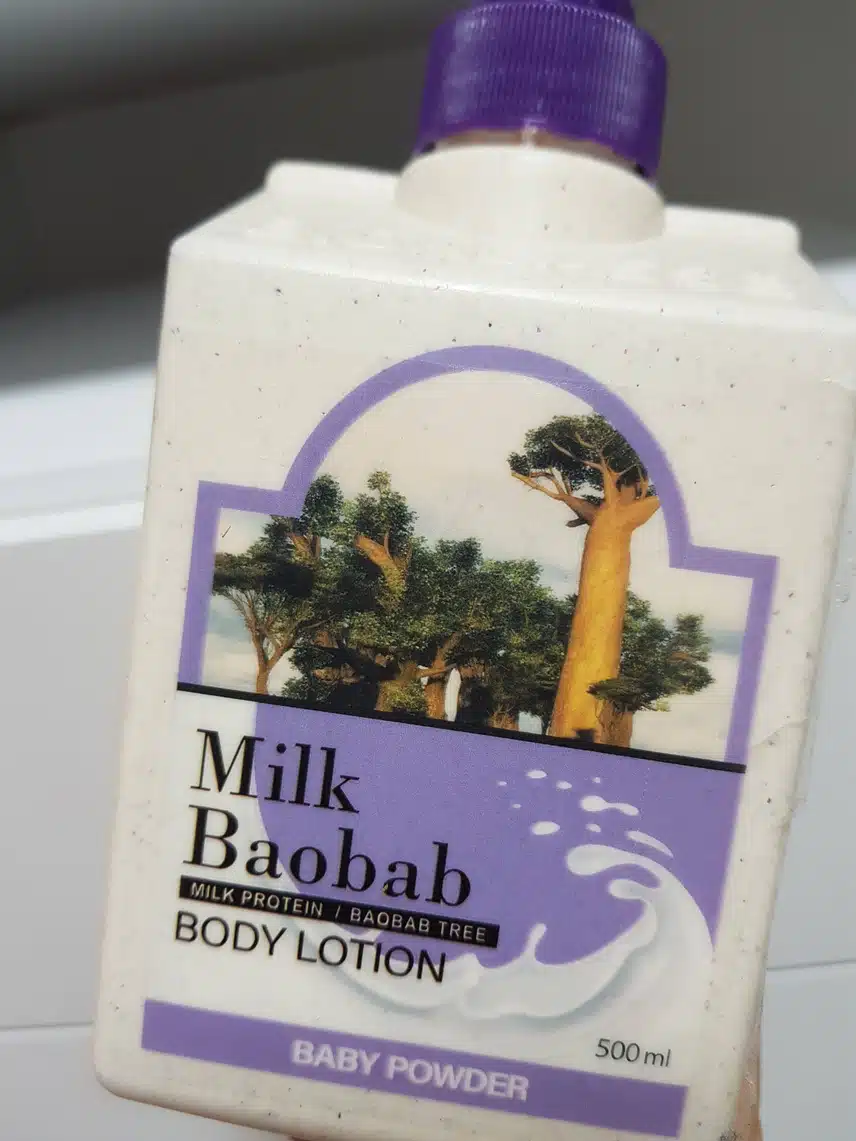 Milk
Baobab
MILK PROTEIN / BAOBAB TREE
BODY LOTION
500 ml
BABY POWDER